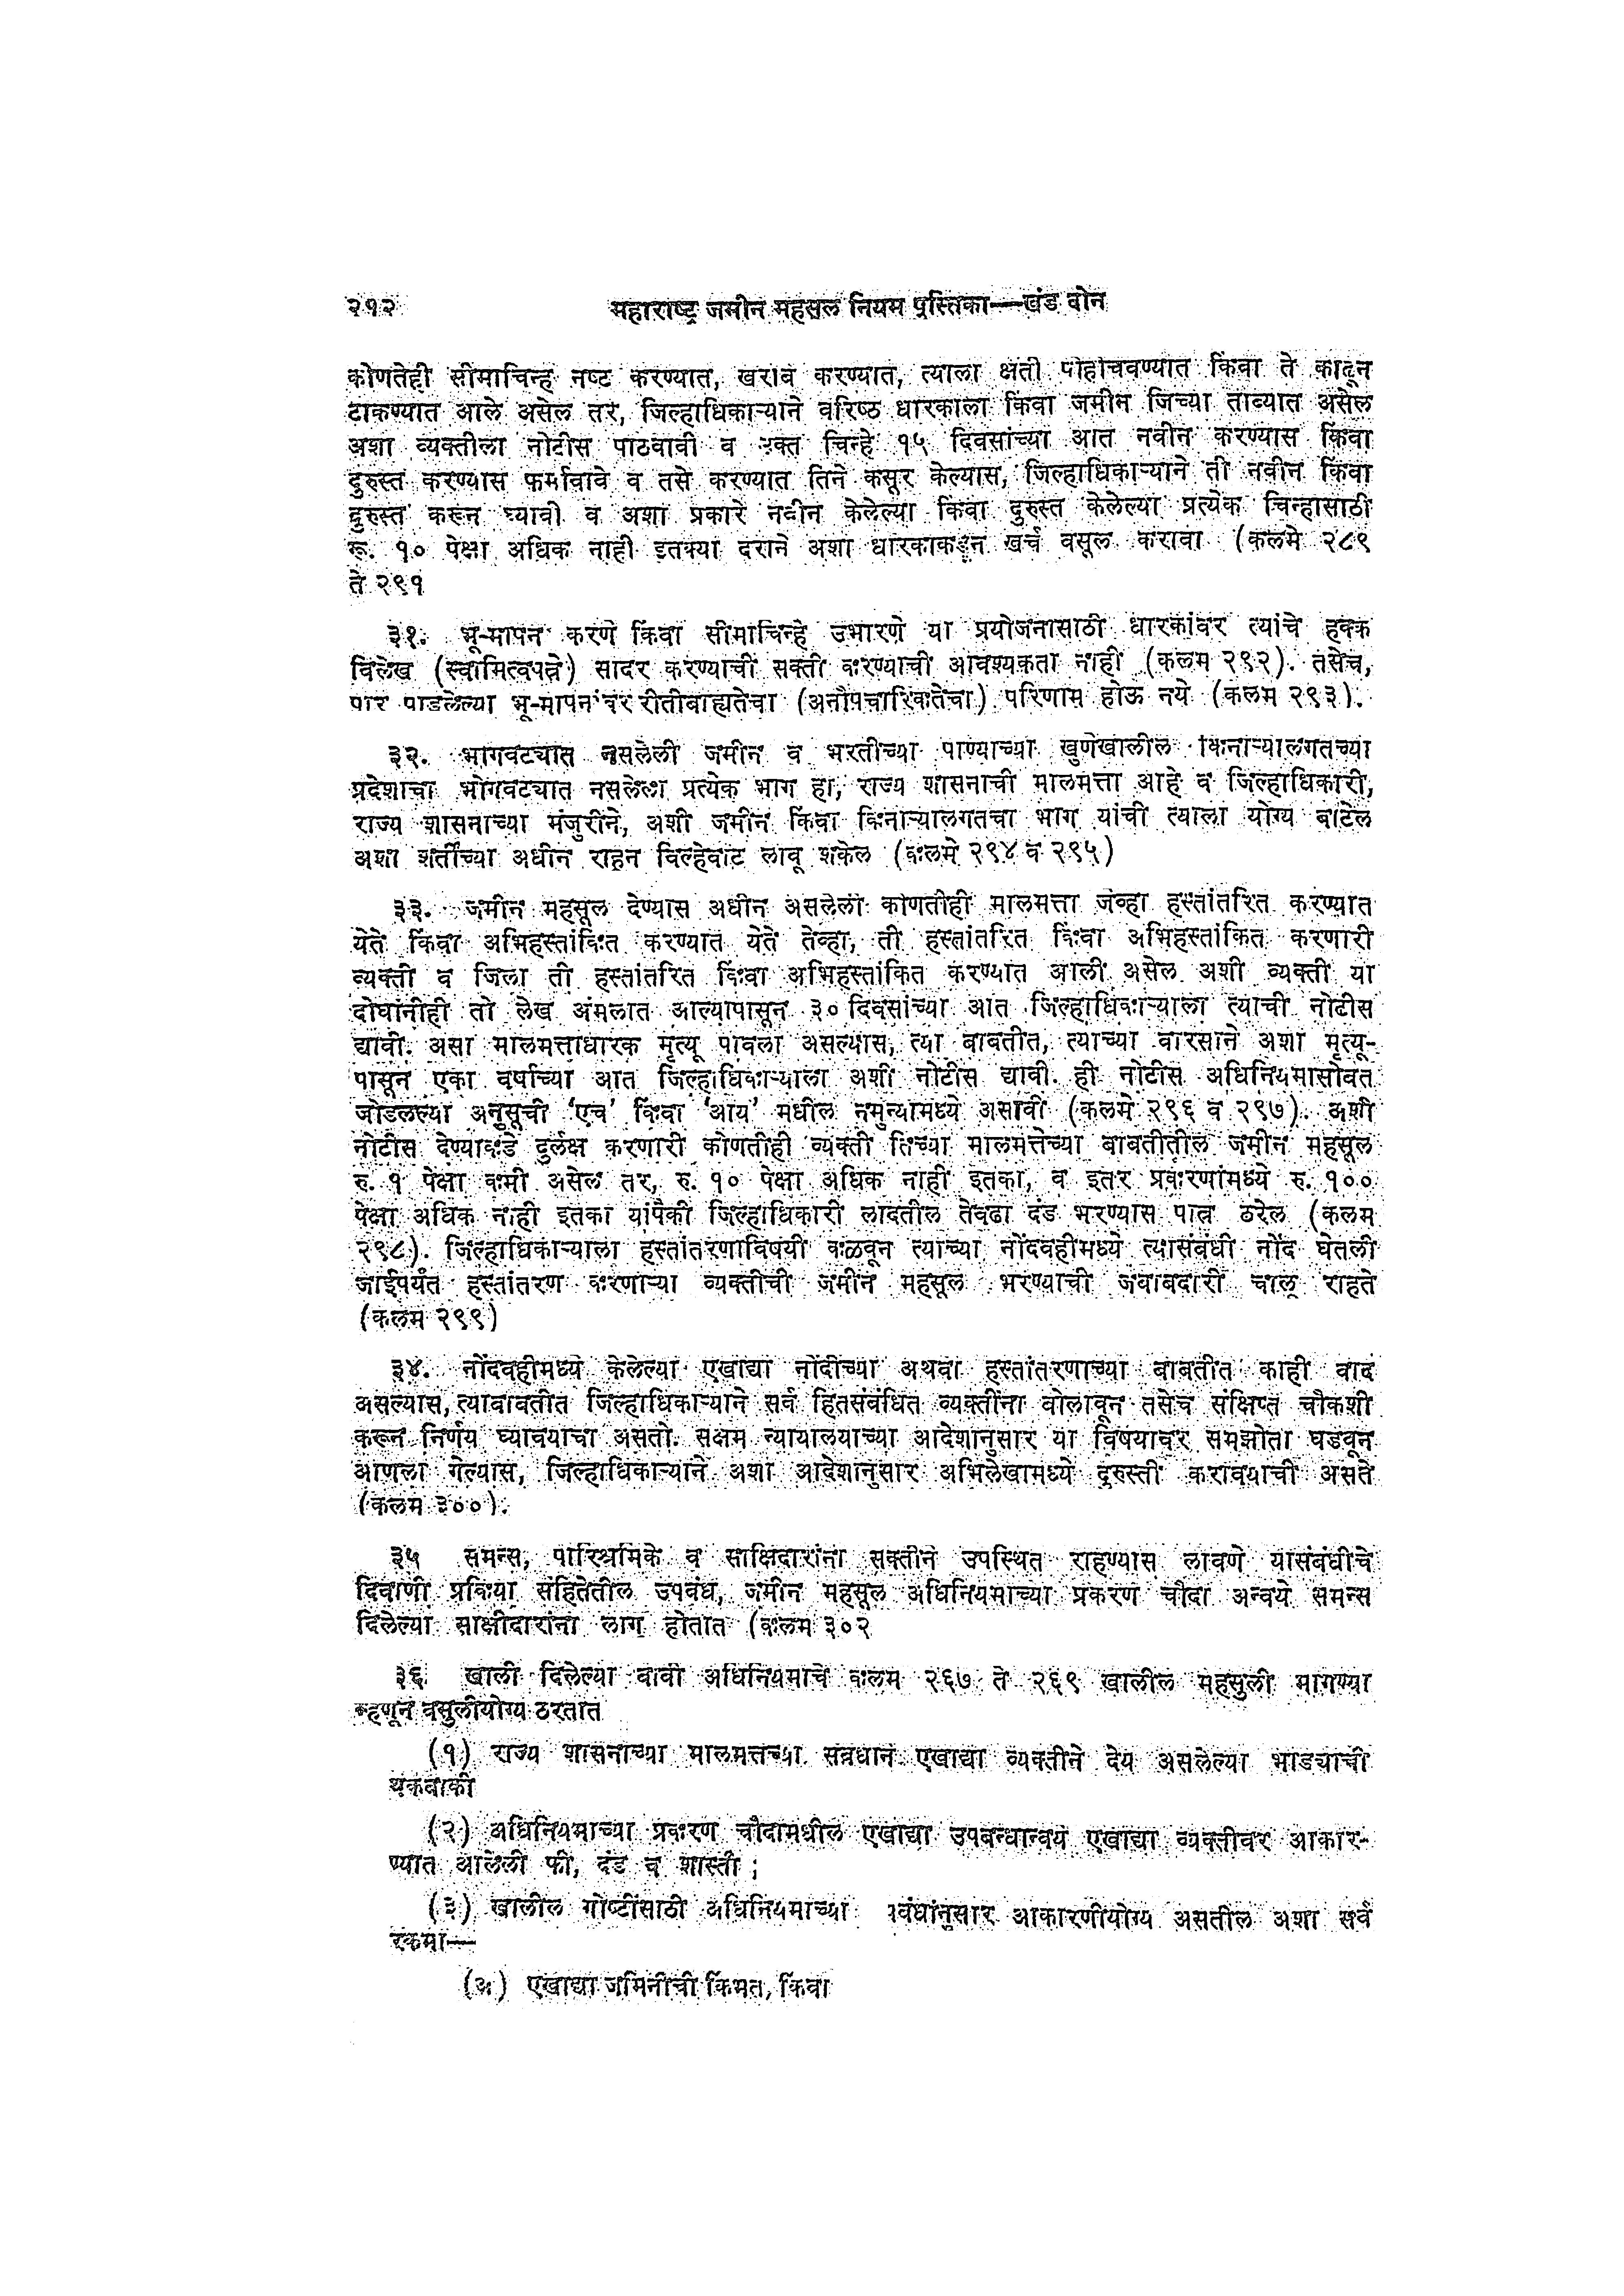 २१२ महाराष्ट्र जमीन महसूल नियम पुस्तिका—खंड दोन
कोणतेही सीमाचिन्ह नष्ट करण्यात, खराब करण्यात, त्याला क्षती पोहोचवण्यात किंवा ते काढून
टाकण्यात आले असेल तर, जिल्हाधिकाऱ्याने वरिष्ठ धारकाला किंवा जमीन जिच्या ताब्यात असेल
अशा व्यक्तीला नोटीस पाठवावी व उक्त चिन्हे १५ दिवसांच्या आत नवीन करण्यास किंवा
दुरुस्त करण्यास फर्मावावे व तसे करण्यात तिने कसूर केल्यास, जिल्हाधिकाऱ्याने ती नवीन किंवा
दुरुस्त करून घ्यावी व अशा प्रकारे नवीन केलेल्या किंवा दुरुस्त केलेल्या प्रत्येक चिन्हासाठी
रू. १० पेक्षा अधिक नाही इतक्या दराने अशा धारकाकडून खर्च वसूल करावा (कलमे २८९
ते २९१
३१. भू-मापन करणे किंवा सीमाचिन्हे उभारणे या प्रयोजनासाठी धारकांवर त्यांचे हक्क
विलेख (स्वामित्वपत्रे) सादर करण्याची सक्ती करण्याची आवश्यकता नाही (कलम २९२). तसेच,
पार पाडलेल्या भू-मापनांवर रीतीबाह्यतेचा (अनौपचारिकतेचा) परिणाम होऊ नये (कलम २९३).
३२. भोगवट्यात नसलेली जमीन व भरतीच्या पाण्याच्या खुणेखालील किनाऱ्यालगतच्या
प्रदेशाचा भोगवट्यात नसलेला प्रत्येक भाग हा, राज्य शासनाची मालमत्ता आहे व जिल्हाधिकारी,
राज्य शासनाच्या मंजुरीने, अशी जमीन किंवा किनाऱ्यालगतचा भाग यांची त्याला योग्य वाटेल
अशा शर्तींच्या अधीन राहून विल्हेवाट लावू शकेल (कलमे २९४ व २९५)
३३. जमीन महसूल देण्यास अधीन असलेली कोणतीही मालमत्ता जेव्हा हस्तांतरित करण्यात
येते किंवा अभिहस्तांकित करण्यात येते तेव्हा, ती हस्तांतरित किंवा अभिहस्तांकित करणारी
व्यक्ती व जिला ती हस्तांतरित किंवा अभिहस्तांकित करण्यात आली असेल अशी व्यक्ती या
दोघांनीही तो लेख अंमलात आल्यापासून ३० दिवसांच्या आत जिल्हाधिकाऱ्याला त्याची नोटीस
द्यावी. असा मालमत्ताधारक मृत्यू पावला असल्यास, त्या बाबतीत, त्याच्या वारसाने अशा मृत्यू-
पासून एका वर्षाच्या आत जिल्हाधिकाऱ्याला अशी नोटीस द्यावी. ही नोटीस अधिनियमासोबत
जोडलेल्या अनुसूची ‘एच’ किंवा ‘आय’ मधील नमुन्यामध्ये असावी (कलमे २९६ व २९७). अशी
नोटीस देण्याकडे दुर्लक्ष करणारी कोणतीही व्यक्ती तिच्या मालमत्तेच्या बाबतीतील जमीन महसूल
रु. १ पेक्षा कमी असेल तर, रु. १० पेक्षा अधिक नाही इतका, व इतर प्रकरणांमध्ये रु. १००
पेक्षा अधिक नाही इतका यांपैकी जिल्हाधिकारी लादतील तेवढा दंड भरण्यास पात्र ठरेल (कलम
२९८). जिल्हाधिकाऱ्याला हस्तांतरणाविषयी कळवून त्याच्या नोंदवहीमध्ये त्यासंबंधी नोंद घेतली
जाईपर्यंत हस्तांतरण करणाऱ्या व्यक्तीची जमीन महसूल भरण्याची जबाबदारी चालू राहते
(कलम २९९)
३४. नोंदवहीमध्ये केलेल्या एखाद्या नोंदीच्या अथवा हस्तांतरणाच्या बाबतीत काही वाद
असल्यास, त्याबाबतीत जिल्हाधिकाऱ्याने सर्व हितसंबंधित व्यक्तींना बोलावून तसेच संक्षिप्त चौकशी
करून निर्णय घ्यावयाचा असतो. सक्षम न्यायालयाच्या आदेशानुसार या विषयावर समझोता घडवून
आणला गेल्यास, जिल्हाधिकाऱ्याने अशा आदेशानुसार अभिलेखामध्ये दुरुस्ती करावयाची असते
(कलम ३००).
३५ समन्स, पारिश्रमिके व साक्षिदारांना सक्तीने उपस्थित राहण्यास लावणे यासंबंधीचे
दिवाणी प्रक्रिया संहितेतील उपबंध, जमीन महसूल अधिनियमाच्या प्रकरण चौदा अन्वये समन्स
दिलेल्या साक्षीदारांना लागू होतात (कलम ३०२
३६ खाली दिलेल्या बाबी अधिनियमाचे कलम २६७ ते २६९ खालील महसुली मागण्या
म्हणून वसुलीयोग्य ठरतात
(१) राज्य शासनाच्या मालमत्तेच्या संबंधात एखाद्या व्यक्तीने देय असलेल्या भाड्याची
थकबाकी
(२) अधिनियमाच्या प्रकरण चौदामधील एखाद्या उपबन्धान्वये एखाद्या व्यक्तीवर आकार-
ण्यात आलेली फी, दंड व शास्ती ;
(३) खालील गोष्टींसाठी अधिनियमाच्या बंधांनुसार आकारणीयोग्य असतील अशा सर्व
रकमा—
(अ) एखाद्या जमिनीची किंमत, किंवा